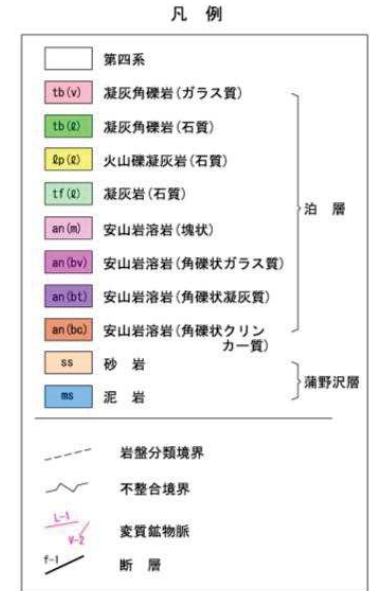 凡 例
第四系
tb(v) 凝灰角礫岩(ガラス質)
tb(ℓ) 凝灰角礫岩(石質)
ℓp(ℓ) 火山礫凝灰岩(石質)
tf(ℓ) 凝灰岩(石質)
an(m) 安山岩溶岩(塊状)
an(bv) 安山岩溶岩(角礫状ガラス質)
an(bt) 安山岩溶岩(角礫状凝灰質)
an(bc) 安山岩溶岩(角礫状クリン
カー質)
泊 層
ss 砂 岩
ms 泥 岩
蒲野沢層
岩盤分類境界
不整合境界
L-1
V-2
変質鉱物脈
f-1
断 層